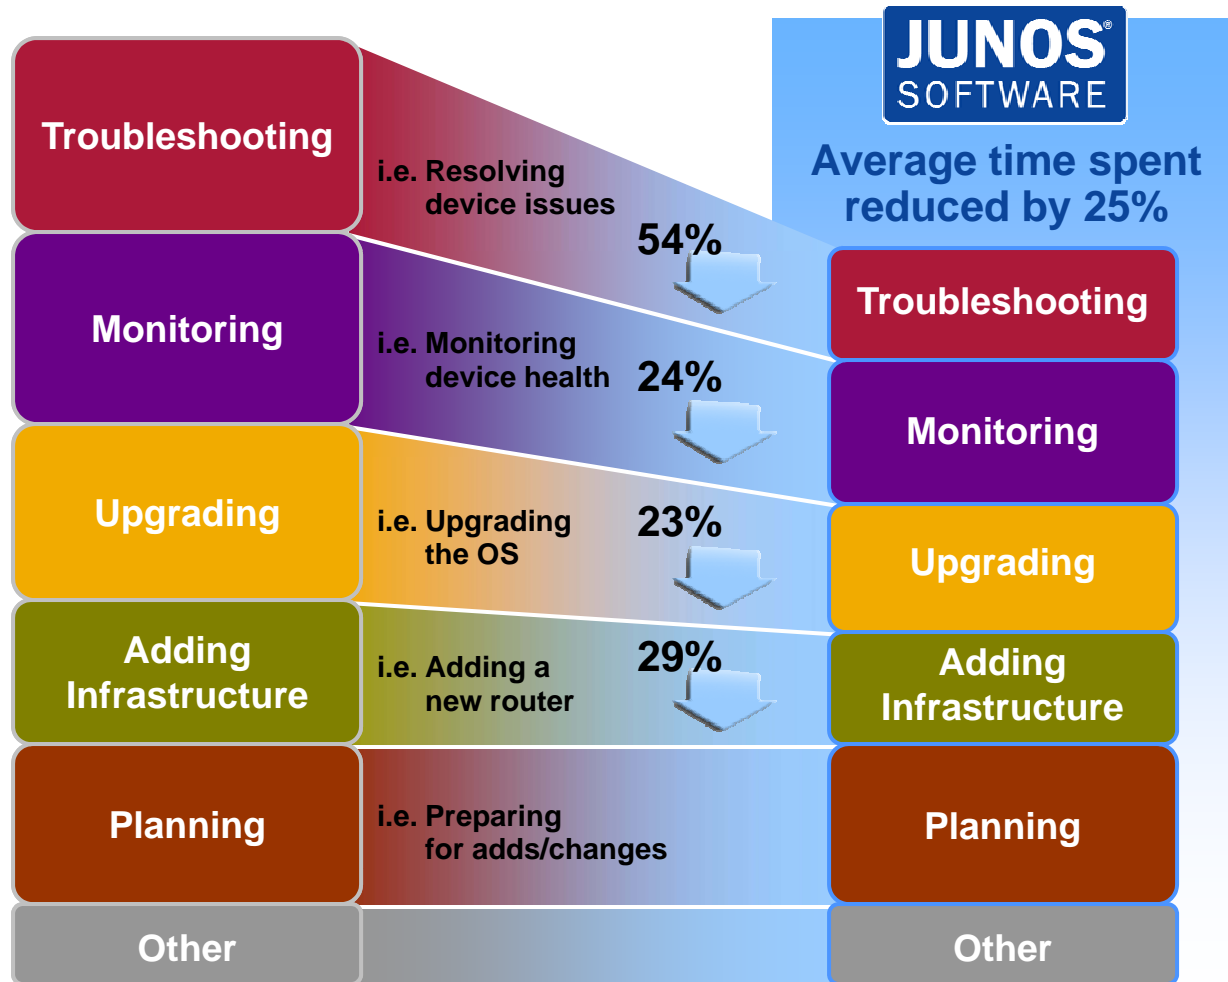 JUNOS®
SOFTWARE
Average time spent
reduced by 25%
Troubleshooting
i.e. Resolving
device issues
54%
Troubleshooting
Monitoring
i.e. Monitoring
device health
24%
Monitoring
Upgrading
i.e. Upgrading
the OS
23%
Upgrading
Adding
Infrastructure
i.e. Adding a
new router
29%
Adding
Infrastructure
Planning
i.e. Preparing
for adds/changes
Planning
Other
Other